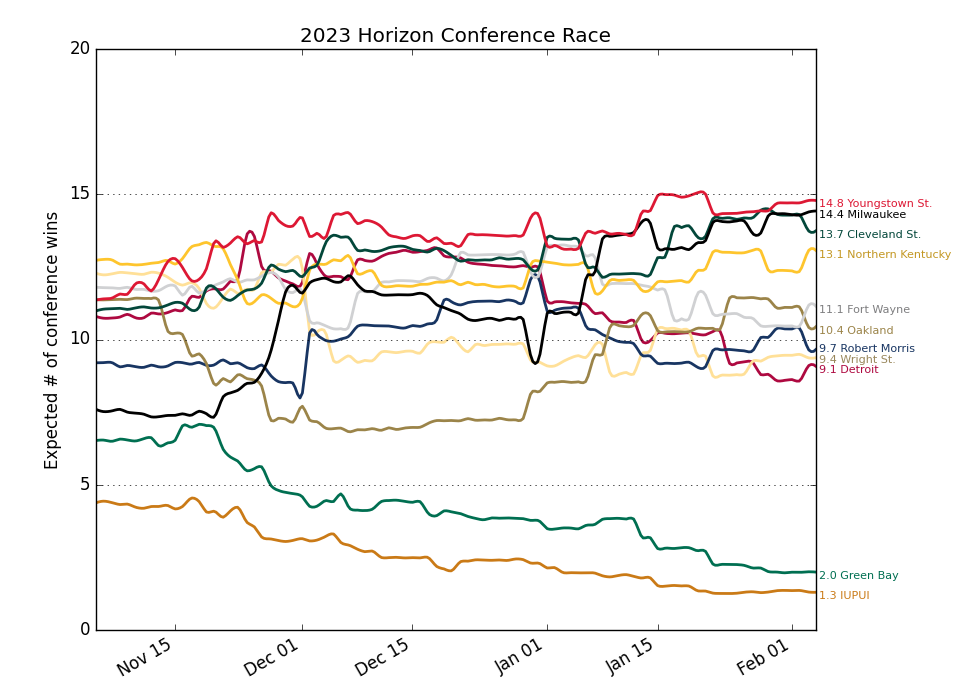 2023 Horizon Conference Race
Expected # of conference wins
20
15
10
5
0
14.8 Youngstown St.
14.4 Milwaukee
13.7 Cleveland St.
13.1 Northern Kentucky
11.1 Fort Wayne
10.4 Oakland
9.7 Robert Morris
9.4 Wright St.
9.1 Detroit
2.0 Green Bay
1.3 IUPUI
Nov 15
Dec 01
Dec 15
Jan 01
Jan 15
Feb 01